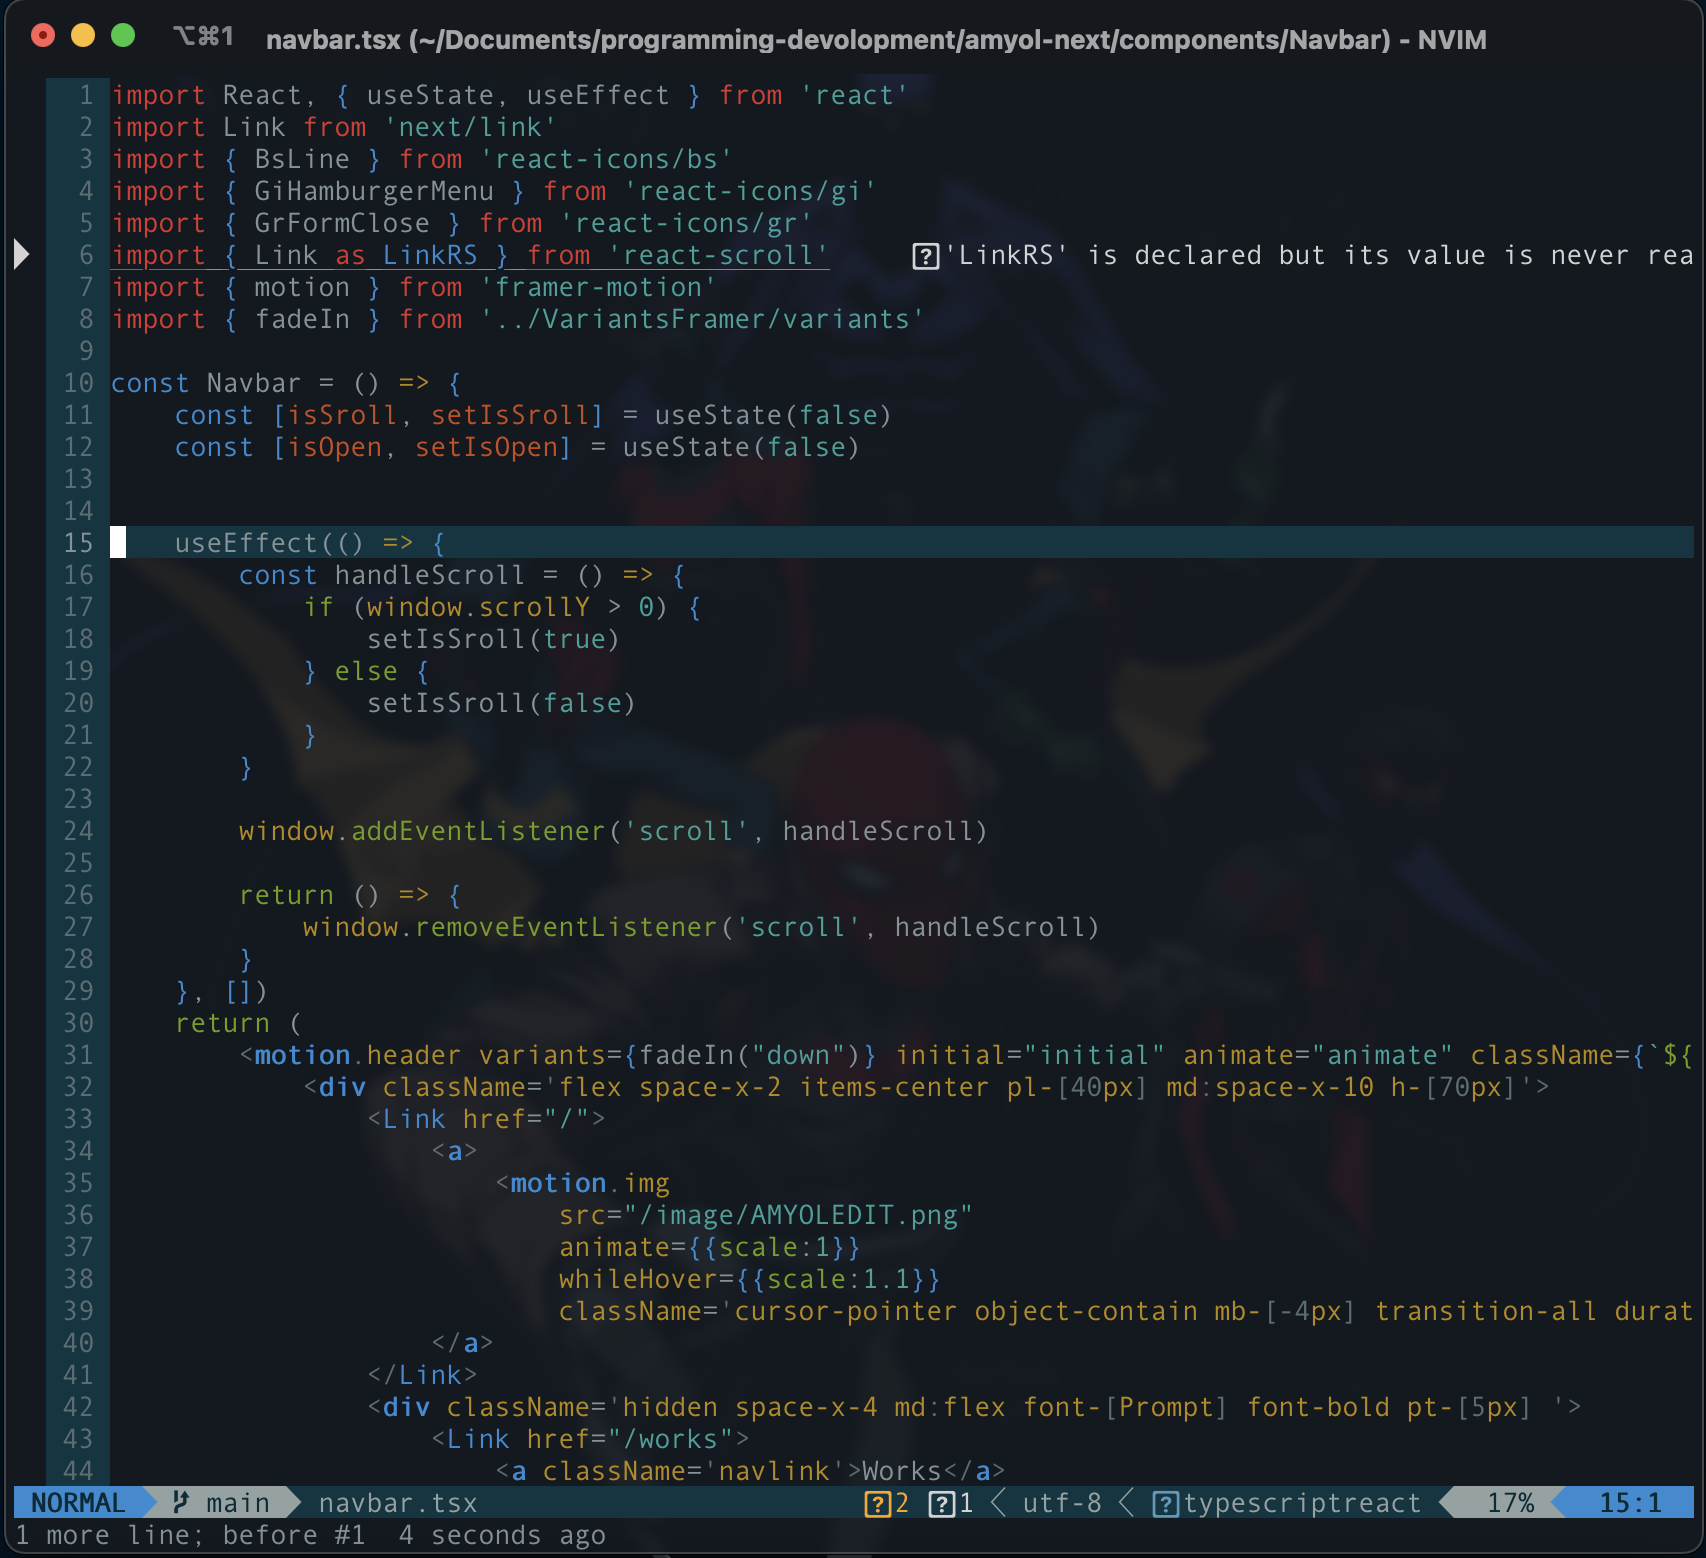 ⌥⌘1 navbar.tsx (~/Documents/programming-devolopment/amyol-next/components/Navbar) - NVIM
1 import React, { useState, useEffect } from 'react'
2 import Link from 'next/link'
3 import { BsLine } from 'react-icons/bs'
4 import { GiHamburgerMenu } from 'react-icons/gi'
5 import { GrFormClose } from 'react-icons/gr'
6 import { Link as LinkRS } from 'react-scroll' ?'LinkRS' is declared but its value is never rea
7 import { motion } from 'framer-motion'
8 import { fadeIn } from '../VariantsFramer/variants'
9
10 const Navbar = () => {
11 const [isSroll, setIsSroll] = useState(false)
12 const [isOpen, setIsOpen] = useState(false)
13
14
15 useEffect(() => {
16 const handleScroll = () => {
17 if (window.scrollY > 0) {
18 setIsSroll(true)
19 } else {
20 setIsSroll(false)
21 }
22 }
23
24 window.addEventListener('scroll', handleScroll)
25
26 return () => {
27 window.removeEventListener('scroll', handleScroll)
28 }
29 }, [])
30 return (
31 <motion.header variants={fadeIn("down")} initial="initial" animate="animate" className={`${
32 <div className='flex space-x-2 items-center pl-[40px] md:space-x-10 h-[70px]'>
33 <Link href="/">
34 <a>
35 <motion.img
36 src="/image/AMYOLEDIT.png"
37 animate={{scale:1}}
38 whileHover={{scale:1.1}}
39 className='cursor-pointer object-contain mb-[-4px] transition-all durat
40 </a>
41 </Link>
42 <div className='hidden space-x-4 md:flex font-[Prompt] font-bold pt-[5px] '>
43 <Link href="/works">
44 <a className='navlink'>Works</a>
NORMAL main navbar.tsx ?2 ?1 utf-8 ?typescriptreact 17% 15:1
1 more line; before #1 4 seconds ago